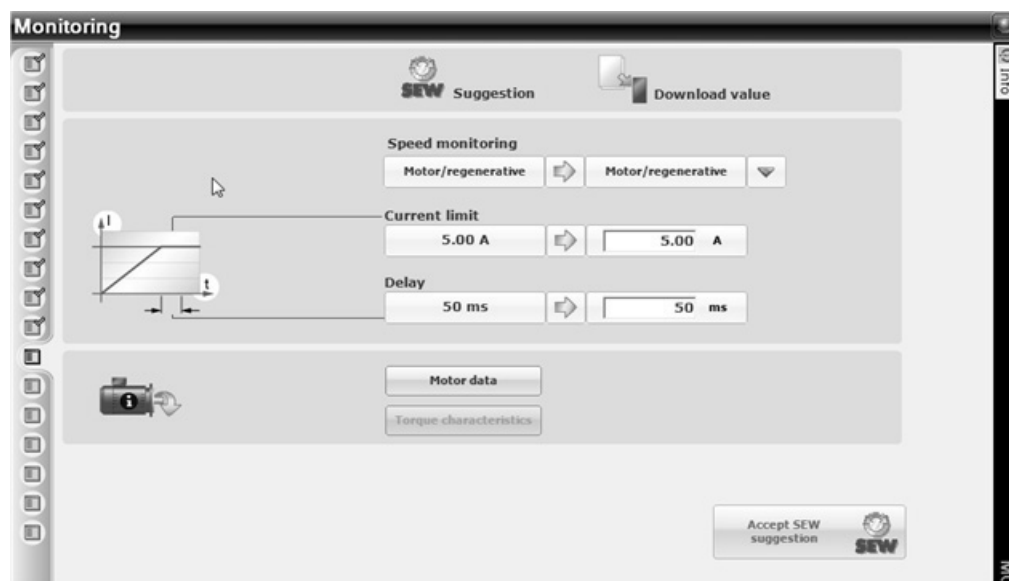 Monitoring
Info
SEW Suggestion
Download value
Speed monitoring
Motor/regenerative
Motor/regenerative
I
Current limit
5.00 A
5.00 A
t
Delay
50 ms
50 ms
i
Motor data
Torque characteristics
Accept SEW
suggestion
SEW